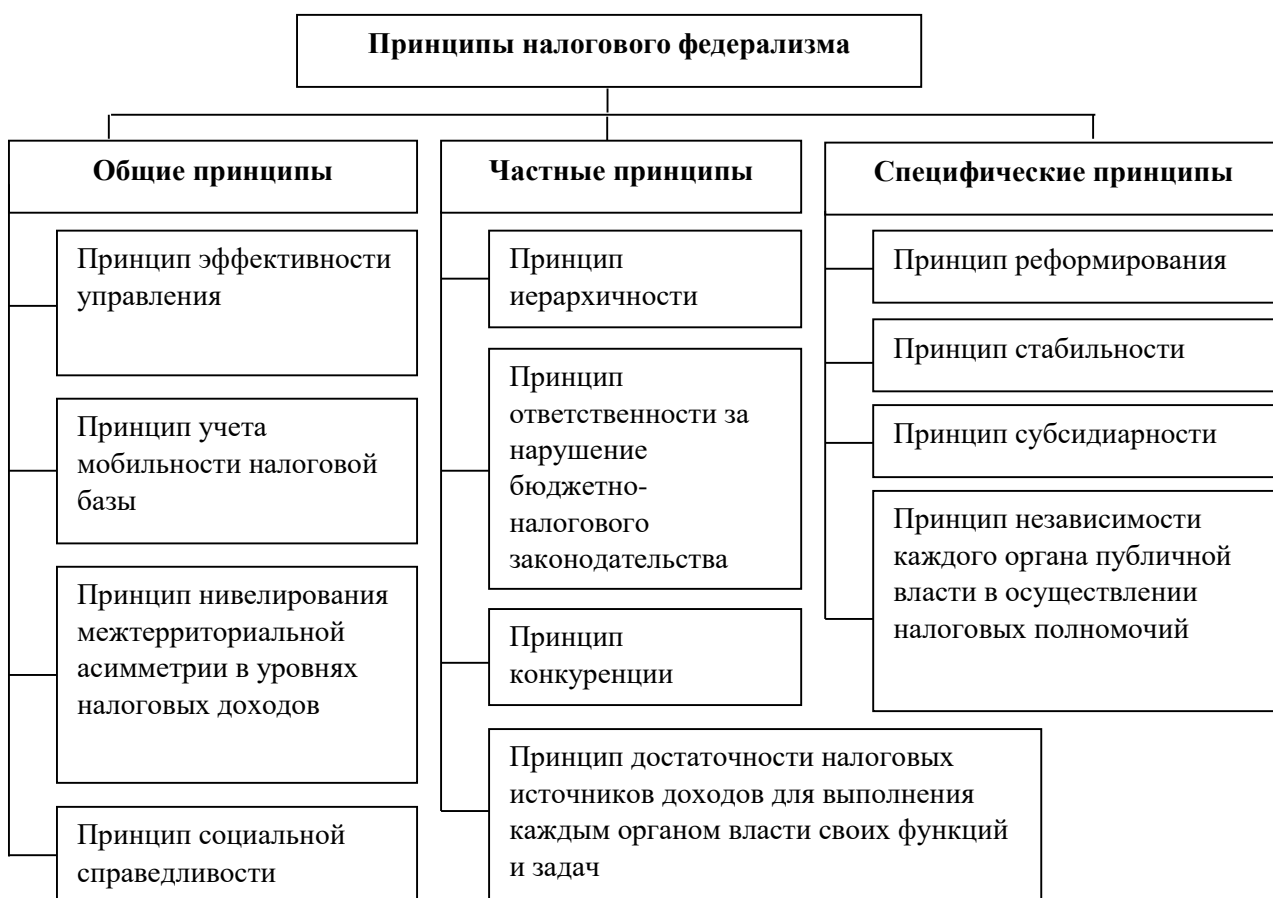 Принципы налогового федерализма
Общие принципы
Принцип эффективности
управления
Принцип учета
мобильности налоговой
базы
Принцип нивелирования
межтерриториальной
асимметрии в уровнях
налоговых доходов
Принцип социальной
справедливости
Частные принципы
Принцип
иерархичности
Принцип
ответственности за
нарушение
бюджетно-
налогового
законодательства
Принцип
конкуренции
Принцип достаточности налоговых
источников доходов для выполнения
каждым органом власти своих функций
и задач
Специфические принципы
Принцип реформирования
Принцип стабильности
Принцип субсидиарности
Принцип независимости
каждого органа публичной
власти в осуществлении
налоговых полномочий